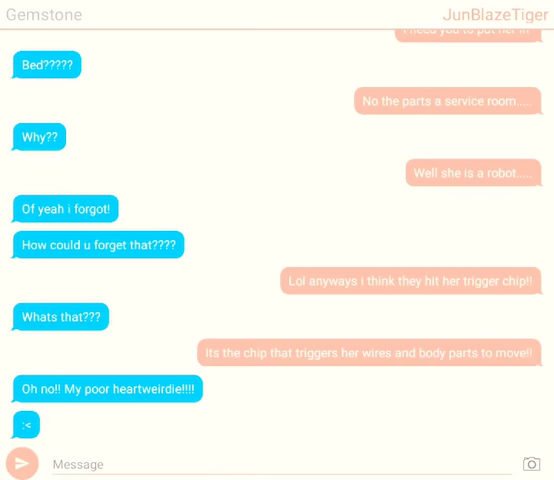 Gemstone
JunBlazeTiger
I need you to put her in
Bed?????
No the parts a service room.....
Why??
Well she is a robot.....
Of yeah i forgot!
How could u forget that????
Lol anyways i think they hit her trigger chip!!
Whats that???
Its the chip that triggers her wires and body parts to move!!
Oh no!! My poor heartweirdie!!!!
:<
Message